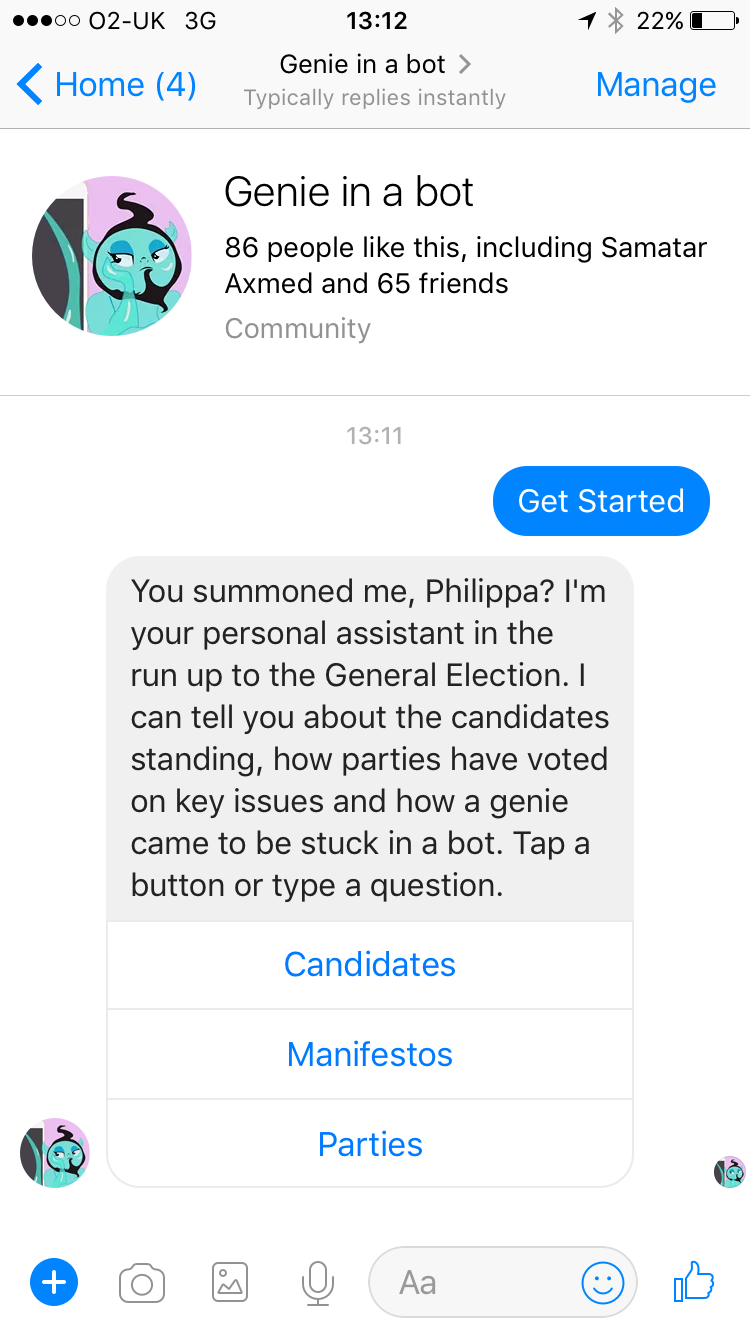 O2-UK 3G 13:12 22%
Home (4) Genie in a bot Manage
Typically replies instantly
Genie in a bot
86 people like this, including Samatar
Axmed and 65 friends
Community
13:11
Get Started
You summoned me, Philippa? I'm
your personal assistant in the
run up to the General Election. I
can tell you about the candidates
standing, how parties have voted
on key issues and how a genie
came to be stuck in a bot. Tap a
button or type a question.
Candidates
Manifestos
Parties
Aa